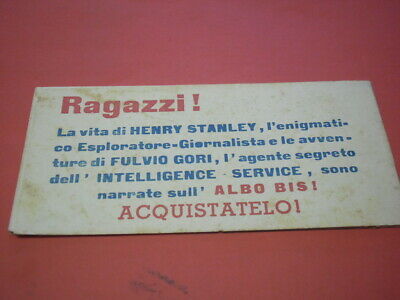 Ragazzi!
La vita di HENRY STANLEY, l'enigmati-
co Esploratore-Giornalista e le avven-
ture di FULVIO GORI, l'agente segreto
dell' INTELLIGENCE - SERVICE, sono
narrate sull' ALBO BIS!
ACQUISTATELO!